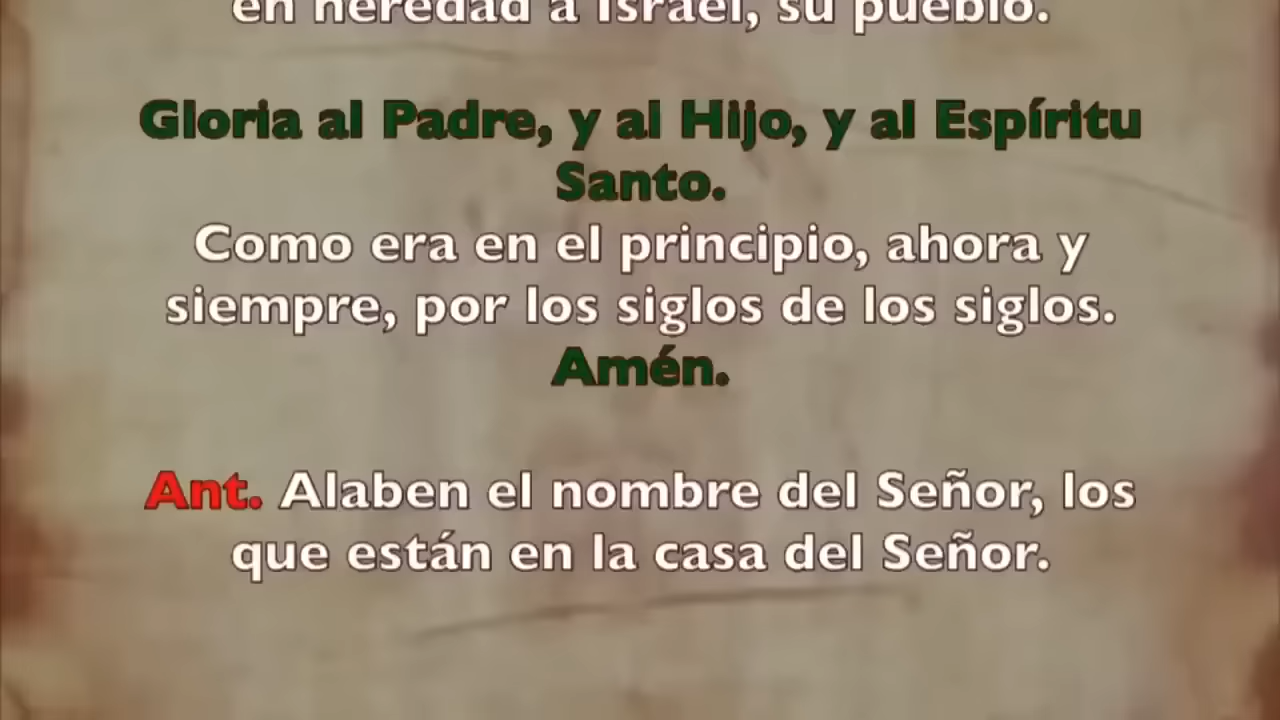 en heredad a Israel, su pueblo.
Gloria al Padre, y al Hijo, y al Espíritu
Santo.
Como era en el principio, ahora y
siempre, por los siglos de los siglos.
Amén.
Ant. Alaben el nombre del Señor, los
que están en la casa del Señor.